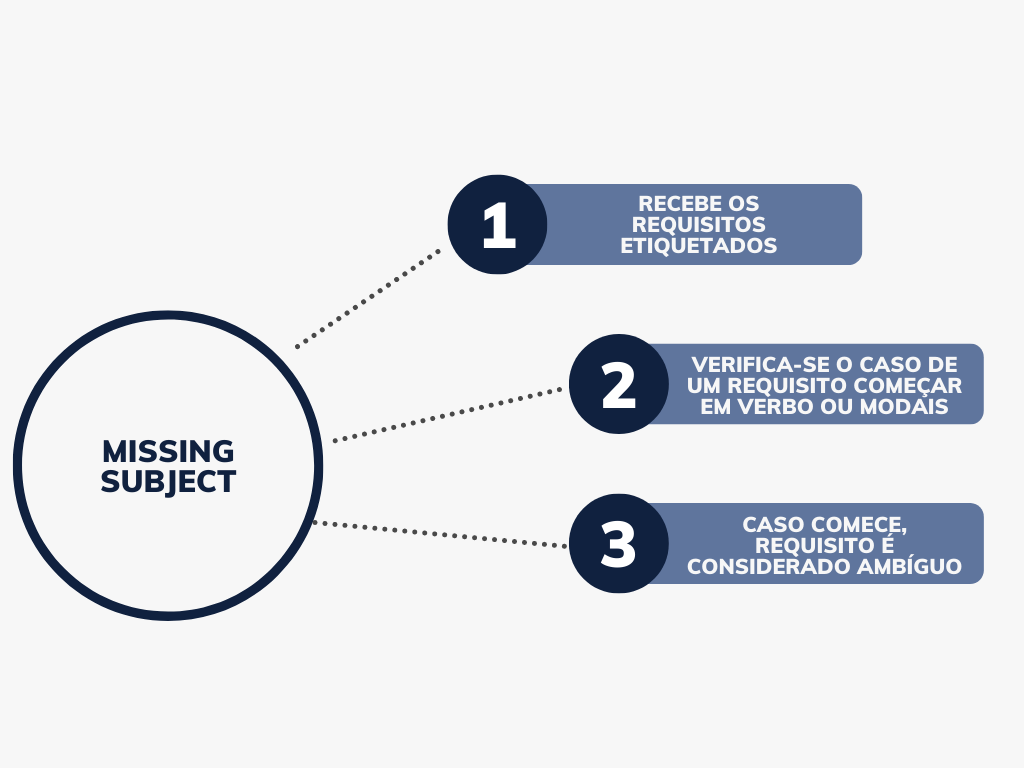 1
RECEBE OS
REQUISITOS
ETIQUETADOS
MISSING
SUBJECT
2
VERIFICA-SE O CASO DE
UM REQUISITO COMEÇAR
EM VERBO OU MODAIS
3
CASO COMECE,
REQUISITO É
CONSIDERADO AMBÍGUO